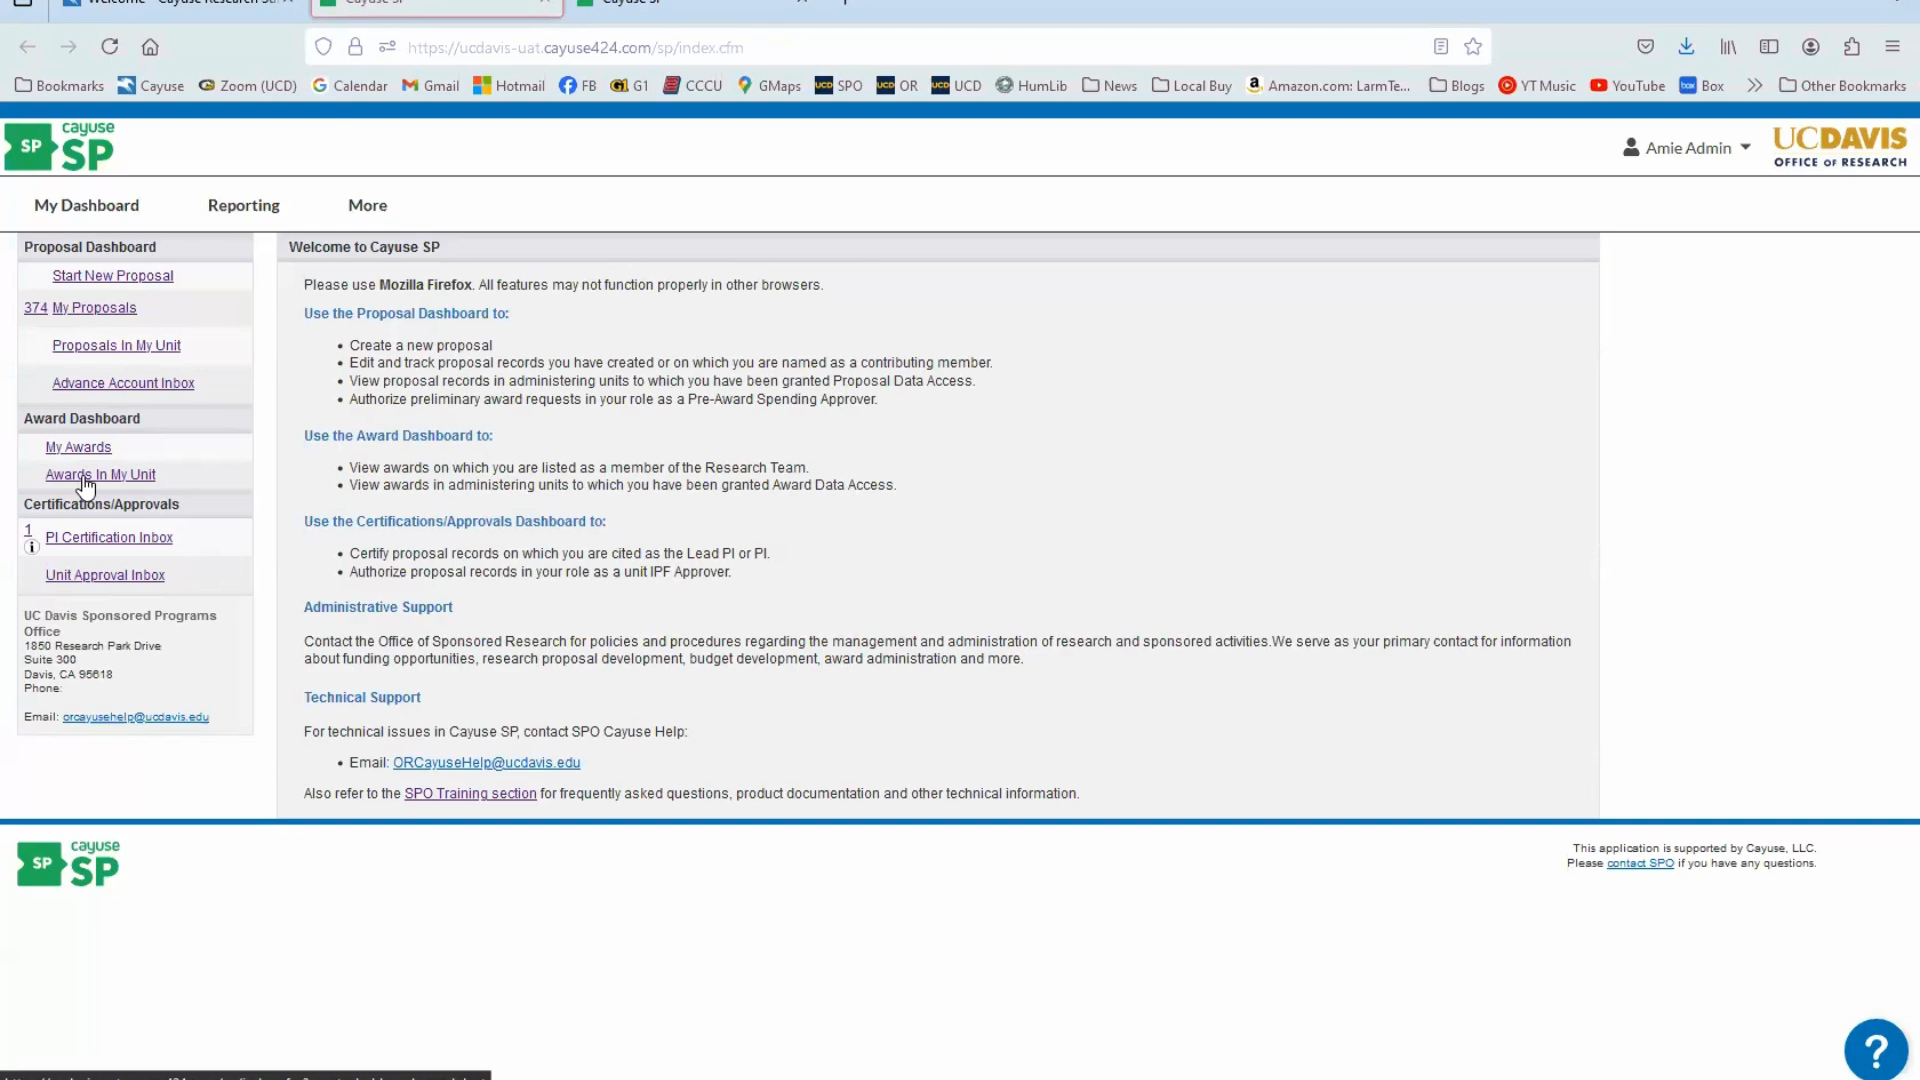 https://ucdavis-uat.cayuse424.com/sp/index.cfm
Bookmarks Cayuse Zoom (UCD) Calendar Gmail Hotmail FB G1 CCCU GMaps UCD SPO UCD OR UCD UCD HumLib News Local Buy Amazon.com: LarmTe... Blogs YT Music YouTube box Box Other Bookmarks
SP cayuse SP
Amie Admin
UCDAVIS
OFFICE OF RESEARCH
My Dashboard Reporting More
Proposal Dashboard
Start New Proposal
374 My Proposals
Proposals In My Unit
Advance Account Inbox
Award Dashboard
My Awards
Awards In My Unit
Certifications/Approvals
1 PI Certification Inbox
Unit Approval Inbox
UC Davis Sponsored Programs
Office
1850 Research Park Drive
Suite 300
Davis, CA 95618
Phone:
Email: orcayusehelp@ucdavis.edu
Welcome to Cayuse SP
Please use Mozilla Firefox. All features may not function properly in other browsers.
Use the Proposal Dashboard to:
• Create a new proposal
• Edit and track proposal records you have created or on which you are named as a contributing member.
• View proposal records in administering units to which you have been granted Proposal Data Access.
• Authorize preliminary award requests in your role as a Pre-Award Spending Approver.
Use the Award Dashboard to:
• View awards on which you are listed as a member of the Research Team.
• View awards in administering units to which you have been granted Award Data Access.
Use the Certifications/Approvals Dashboard to:
• Certify proposal records on which you are cited as the Lead PI or PI.
• Authorize proposal records in your role as a unit IPF Approver.
Administrative Support
Contact the Office of Sponsored Research for policies and procedures regarding the management and administration of research and sponsored activities.We serve as your primary contact for information
about funding opportunities, research proposal development, budget development, award administration and more.
Technical Support
For technical issues in Cayuse SP, contact SPO Cayuse Help:
• Email: ORCayuseHelp@ucdavis.edu
Also refer to the SPO Training section for frequently asked questions, product documentation and other technical information.
SP cayuse SP
This application is supported by Cayuse, LLC.
Please contact SPO if you have any questions.
?